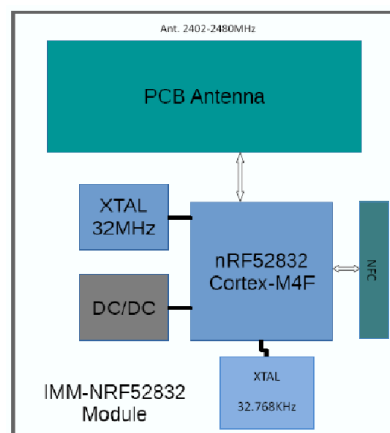 Ant. 2402-2480MHz
PCB Antenna
XTAL
32MHz
nRF52832
Cortex-M4F
NFC
DC/DC
XTAL
32.768KHz
IMM-NRF52832
Module